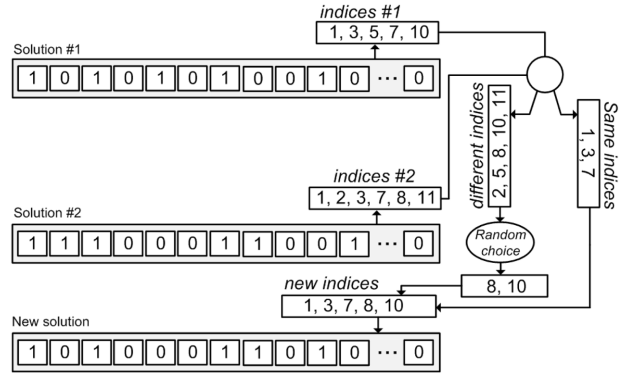 indices #1
1, 3, 5, 7, 10
Solution #1
1 0 1 0 1 0 1 0 0 1 0 ... 0
different indices
2, 5, 8, 10, 11
Same indices
1, 3, 7
indices #2
1, 2, 3, 7, 8, 11
Solution #2
1 1 1 0 0 0 1 1 0 0 1 ... 0
Random
choice
8, 10
new indices
1, 3, 7, 8, 10
New solution
1 0 1 0 0 0 1 1 0 1 0 ... 0